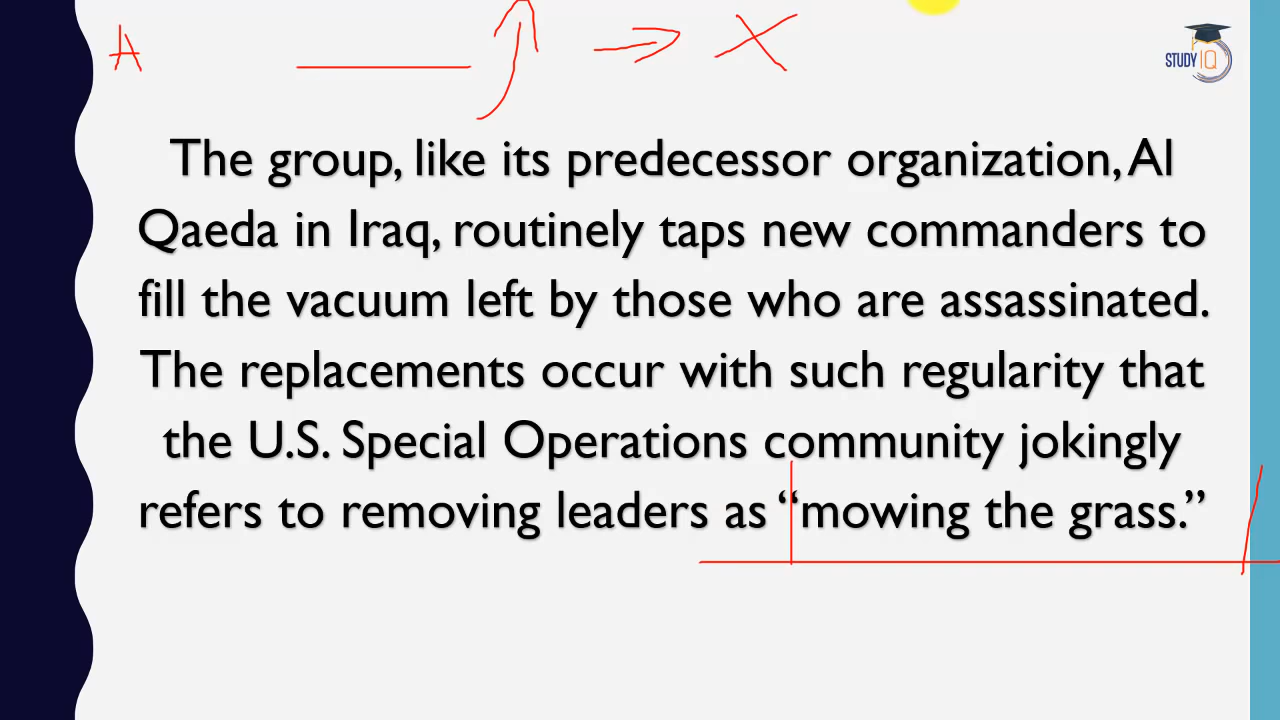 A
X
STUDY IQ
The group, like its predecessor organization, Al
Qaeda in Iraq, routinely taps new commanders to
fill the vacuum left by those who are assassinated.
The replacements occur with such regularity that
the U.S. Special Operations community jokingly
refers to removing leaders as “mowing the grass.”